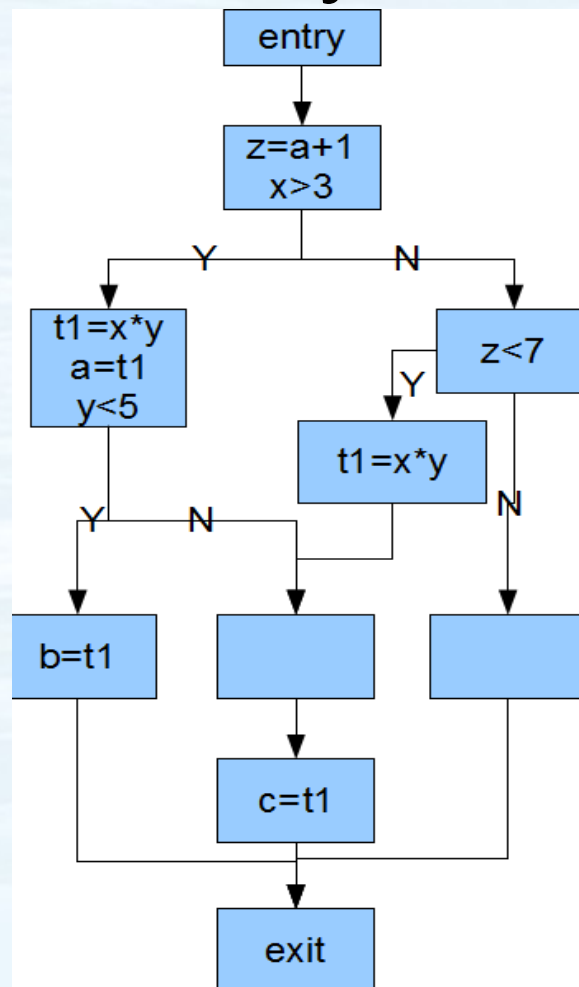 entry
z=a+1
x>3
Y
N
t1=x*y
a=t1
y<5
z<7
Y
t1=x*y
N
Y
N
b=t1
c=t1
exit